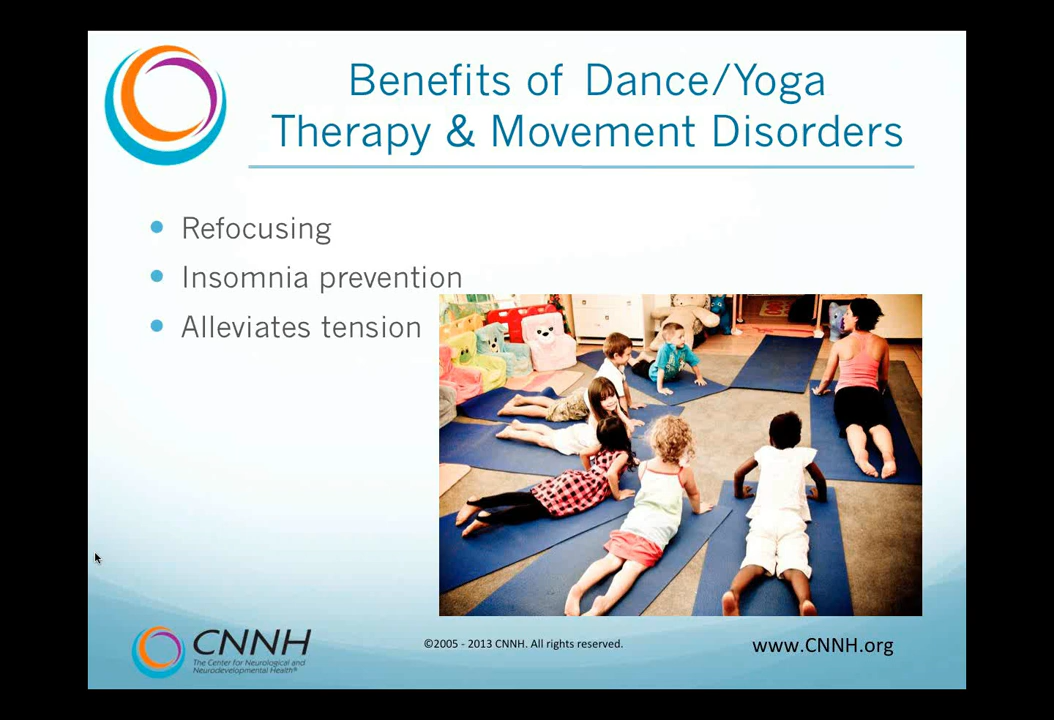 Benefits of Dance/Yoga
Therapy & Movement Disorders
Refocusing
Insomnia prevention
Alleviates tension
CNNH
The Center for Neurological and
Neurodevelopmental Health®
©2005 - 2013 CNNH. All rights reserved.
www.CNNH.org